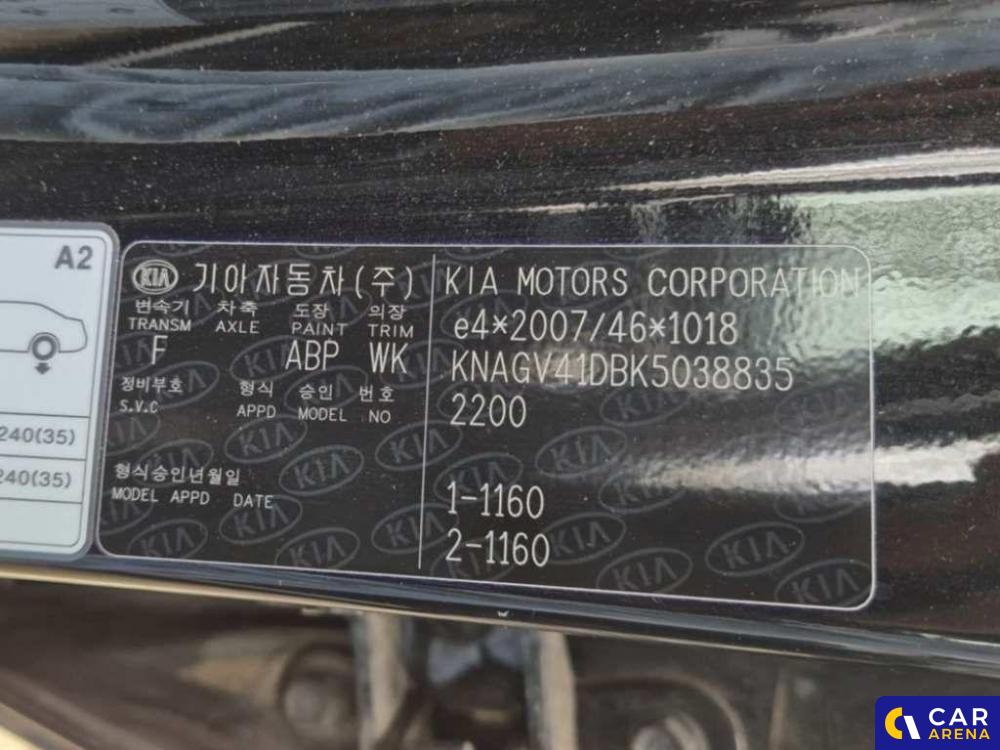 A2
240(35)
240(35)
KIA 기아자동차(주)
변속기 차축 도장 의장
TRANSM AXLE PAINT TRIM
F ABP WK
정비부호 형식 승인 번호
S.V.C APPD MODEL NO
형식승인년월일
MODEL APPD DATE
KIA MOTORS CORPORATION
e4*2007/46*1018
KNAGV41DBK5038835
2200
1-1160
2-1160
CAR
ARENA